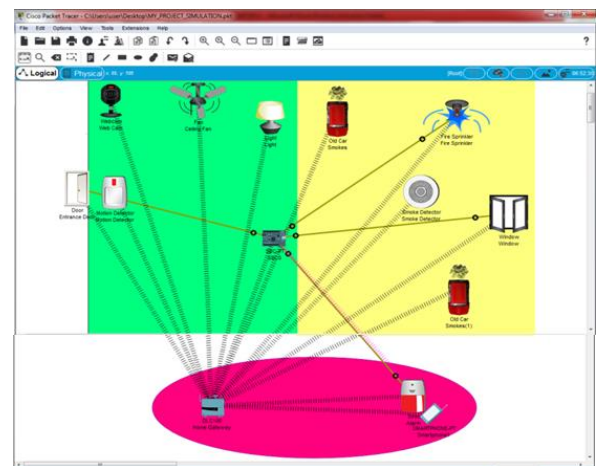 Cisco Packet Tracer - C:\Users\user\Desktop\MY_PROJECT_SIMULATION.pkt
File Edit Options View Tools Extensions Help
?
Logical Physical
[Root]
Webcam
Web Cam
Fan
Ceiling Fan
Light
Light
Old Car
Smokes
Fire Sprinkler
Fire Sprinkler
Door
Entrance
Motion Detector
Motion Detector
Smoke Detector
Smoke Detector
Window
Window
Old Car
Smokes(1)
Home Gateway